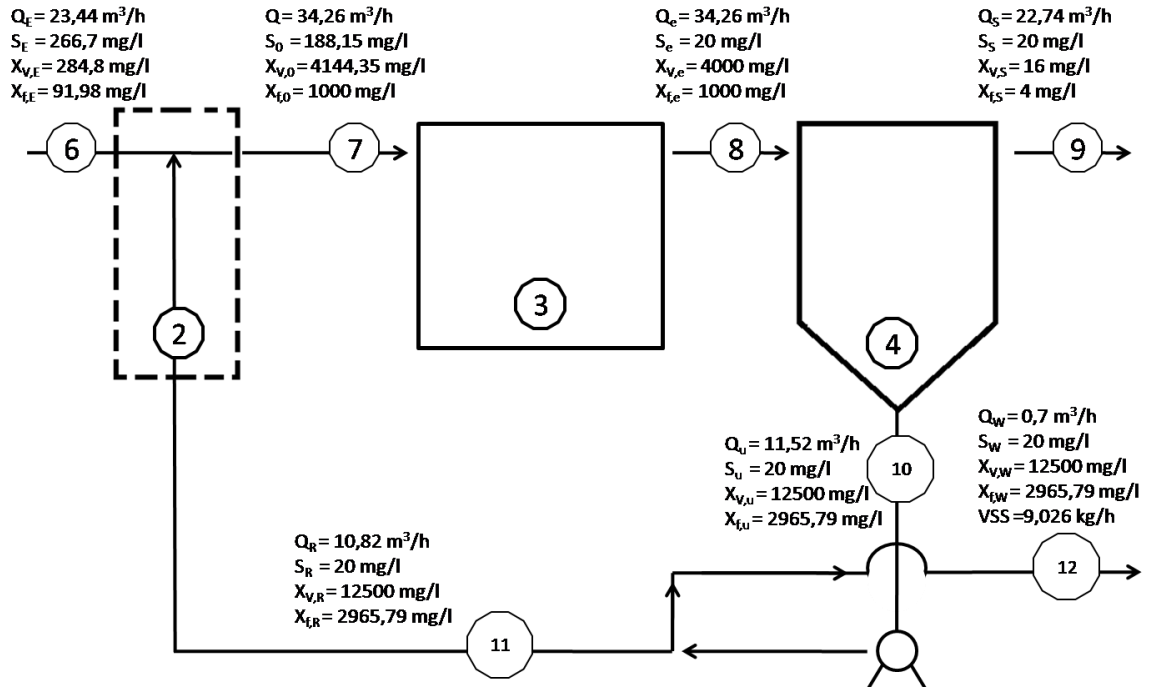 Q_E = 23,44 m³/h
S_E = 266,7 mg/l
X_V,E = 284,8 mg/l
X_f,E = 91,98 mg/l
Q = 34,26 m³/h
S_0 = 188,15 mg/l
X_V,0 = 4144,35 mg/l
X_f,0 = 1000 mg/l
Q_e = 34,26 m³/h
S_e = 20 mg/l
X_V,e = 4000 mg/l
X_f,e = 1000 mg/l
Q_S = 22,74 m³/h
S_S = 20 mg/l
X_V,S = 16 mg/l
X_f,S = 4 mg/l
6
7
8
9
3
2
4
Q_u = 11,52 m³/h
S_u = 20 mg/l
X_V,u = 12500 mg/l
X_f,u = 2965,79 mg/l
10
Q_W = 0,7 m³/h
S_W = 20 mg/l
X_V,W = 12500 mg/l
X_f,W = 2965,79 mg/l
VSS =9,026 kg/h
Q_R = 10,82 m³/h
S_R = 20 mg/l
X_V,R = 12500 mg/l
X_f,R = 2965,79 mg/l
12
11